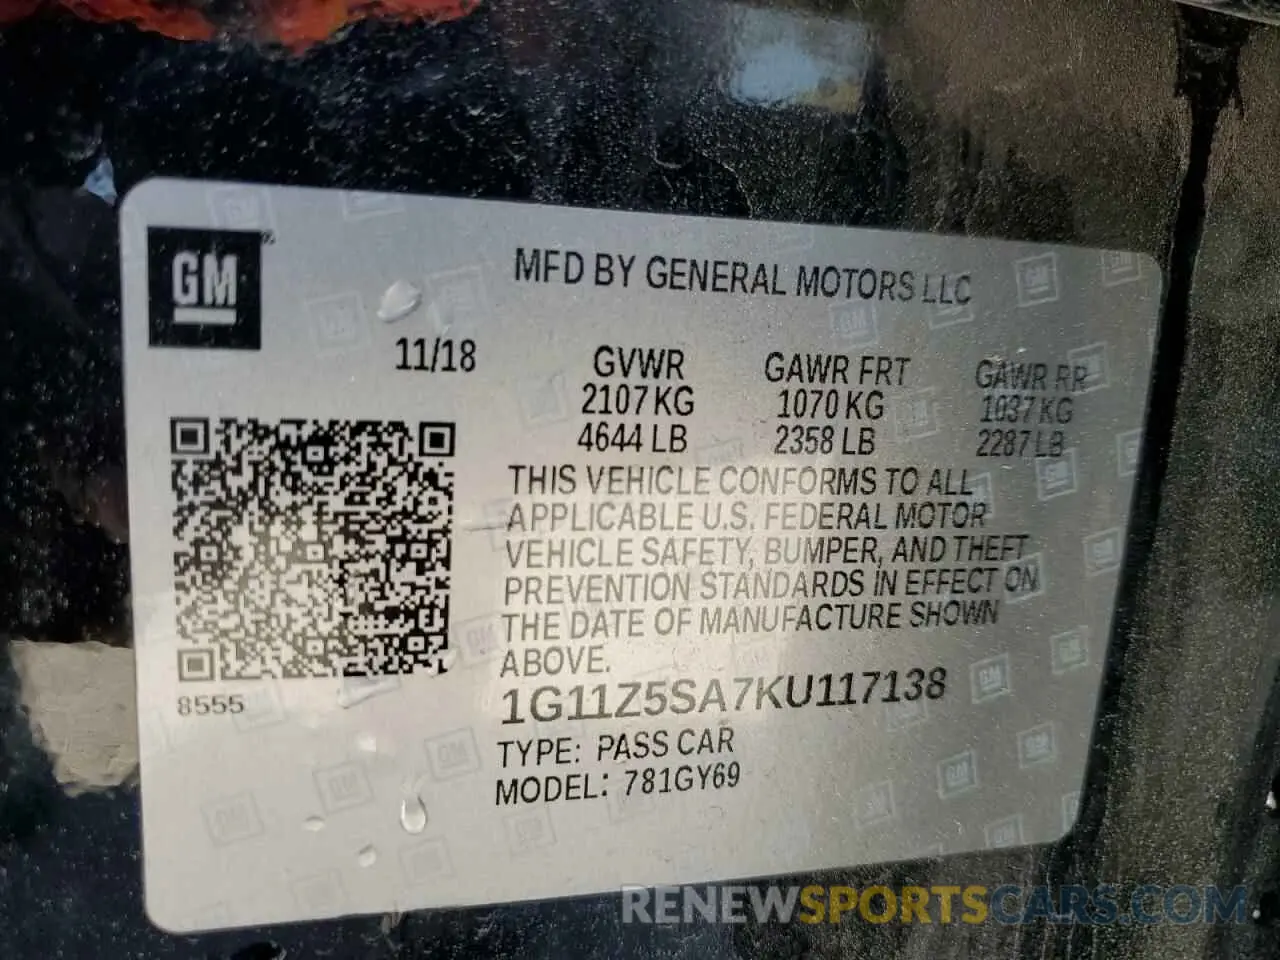 GM
MFD BY GENERAL MOTORS LLC
11/18
GVWR GAWR FRT GAWR RR
2107 KG 1070 KG 1037 KG
4644 LB 2358 LB 2287 LB
THIS VEHICLE CONFORMS TO ALL
APPLICABLE U.S. FEDERAL MOTOR
VEHICLE SAFETY, BUMPER, AND THEFT
PREVENTION STANDARDS IN EFFECT ON
THE DATE OF MANUFACTURE SHOWN
ABOVE.
8555
1G11Z5SA7KU117138
TYPE: PASS CAR
MODEL: 781GY69
RENEWSPORTSCARS.COM